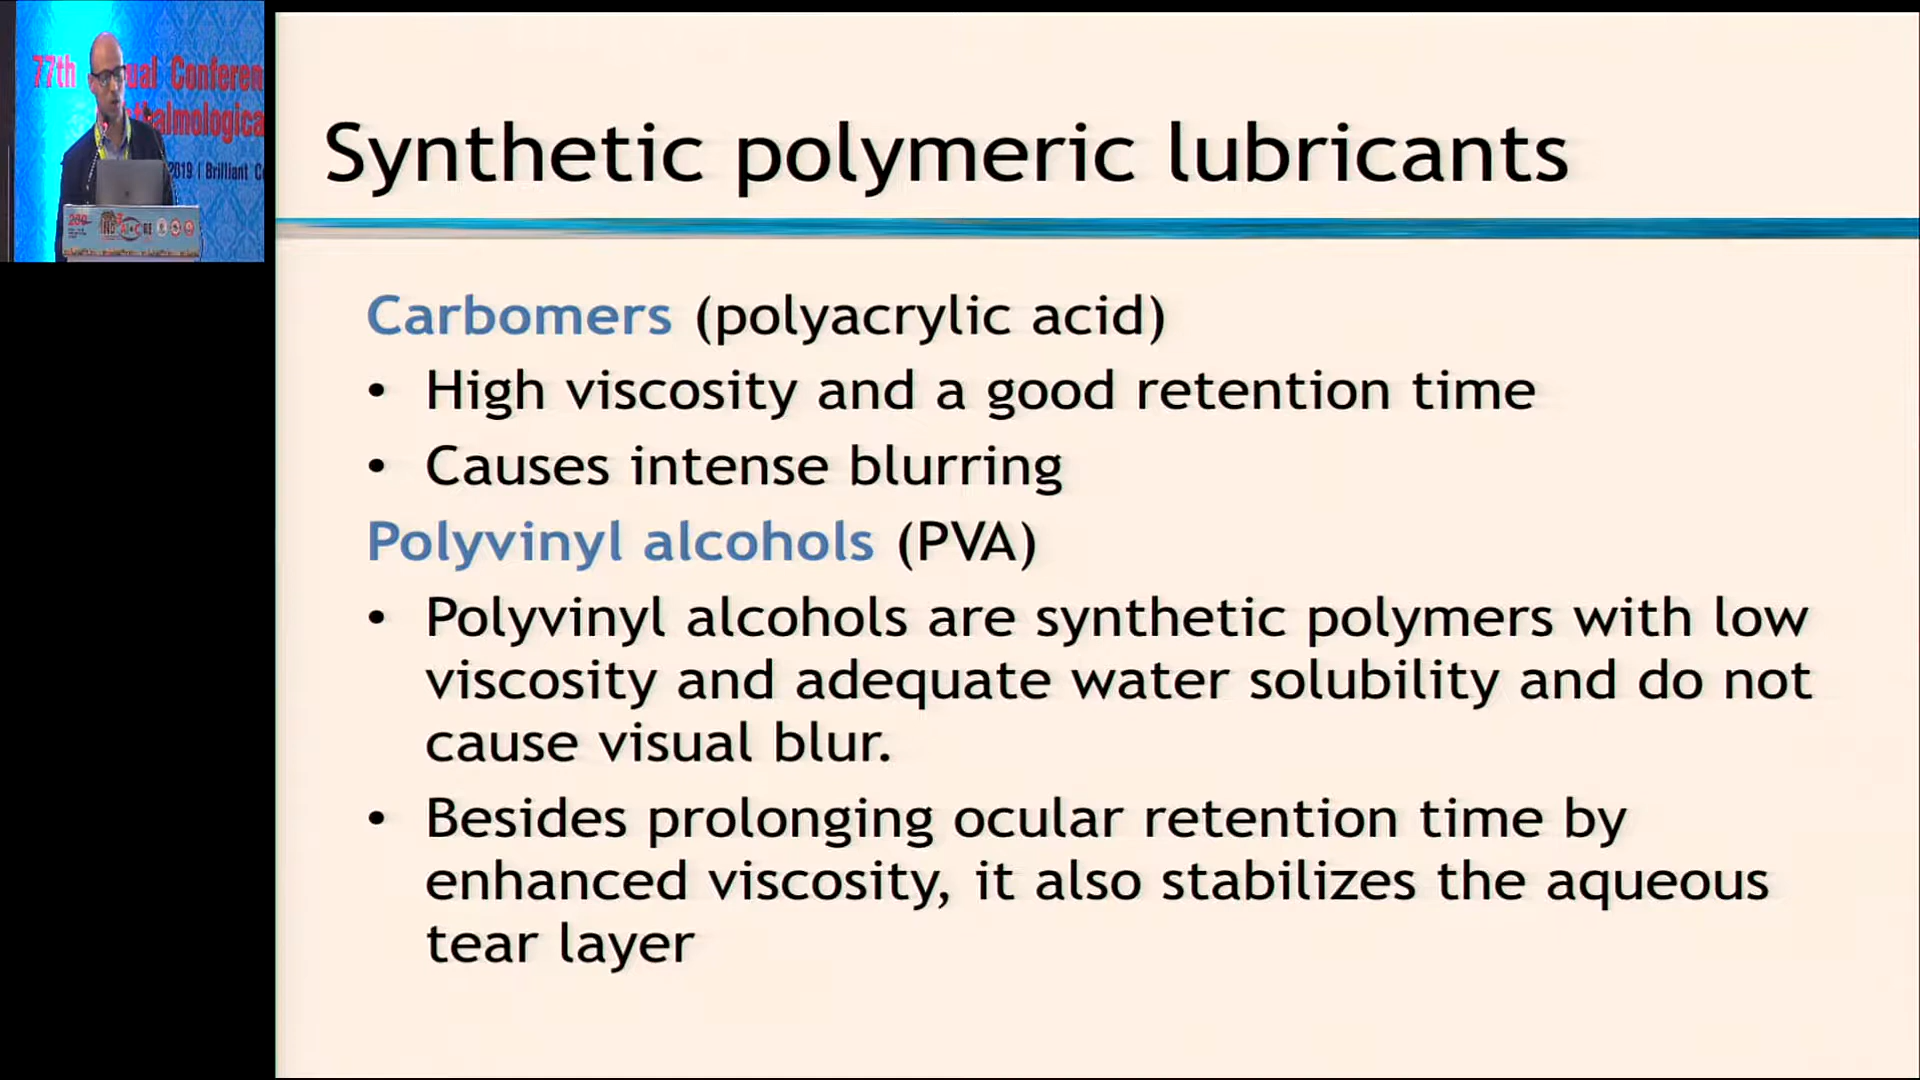 77th ual Conferen
thalmologica
2019 | Brilliant C
Synthetic polymeric lubricants
Carbomers (polyacrylic acid)
• High viscosity and a good retention time
• Causes intense blurring
Polyvinyl alcohols (PVA)
• Polyvinyl alcohols are synthetic polymers with low
viscosity and adequate water solubility and do not
cause visual blur.
• Besides prolonging ocular retention time by
enhanced viscosity, it also stabilizes the aqueous
tear layer